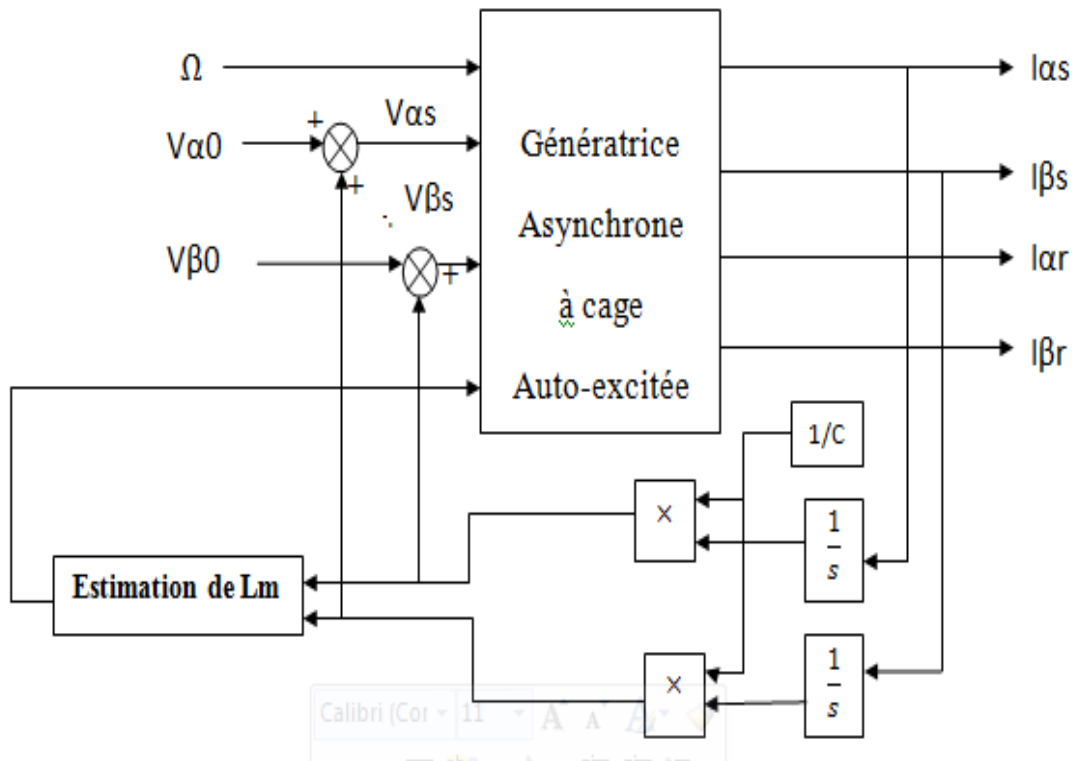 Ω
Vα0
Vβ0
+
+
Vαs
Vβs
+
Génératrice
Asynchrone
à cage
Auto-excitée
Iαs
Iβs
Iαr
Iβr
1/C
×
1
s
Estimation de Lm
×
1
s
Calibri (Cor
11
A
A